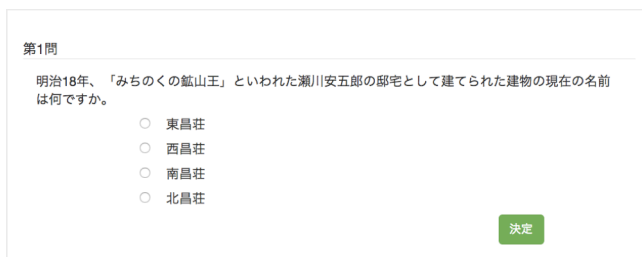 第1問
明治18年、「みちのくの鉱山王」といわれた瀬川安五郎の邸宅として建てられた建物の現在の名前
は何ですか。
東昌荘
西昌荘
南昌荘
北昌荘
決定